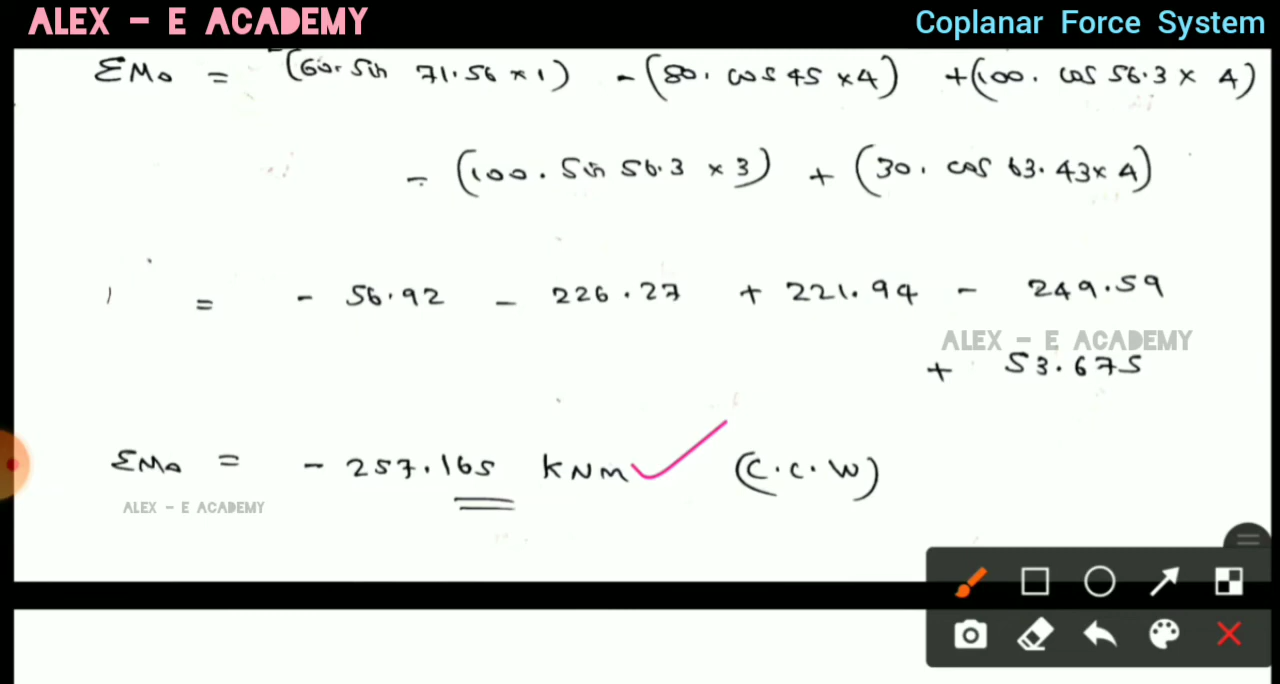 ALEX – E ACADEMY
Coplanar Force System
ΣMo = -(60. Sin 71.56 × 1) - (80. cos 45 × 4) + (100. cos 56.3 × 4)
- (100. Sin 56.3 × 3) + (30. cos 63.43 × 4)
= - 56.92 - 226.27 + 221.94 - 249.59
ALEX – E ACADEMY
+ 53.675
ΣMo = - 257.165 KNM (C.C.W)
ALEX – E ACADEMY